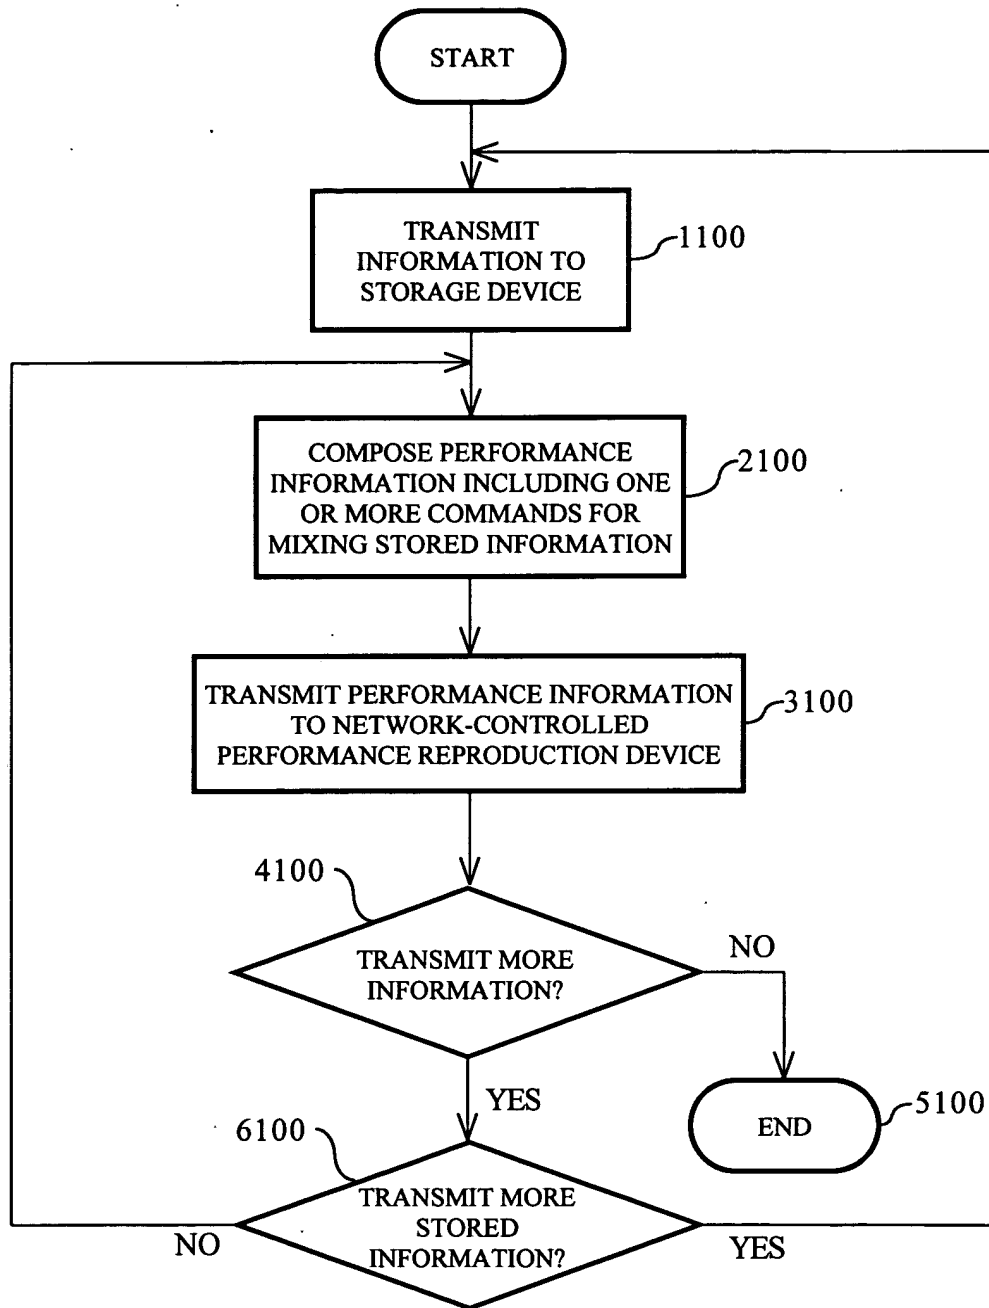 START
TRANSMIT
INFORMATION TO
STORAGE DEVICE
1100
COMPOSE PERFORMANCE
INFORMATION INCLUDING ONE
OR MORE COMMANDS FOR
MIXING STORED INFORMATION
2100
TRANSMIT PERFORMANCE INFORMATION
TO NETWORK-CONTROLLED
PERFORMANCE REPRODUCTION DEVICE
3100
4100
TRANSMIT MORE
INFORMATION?
NO
YES
END
5100
6100
TRANSMIT MORE
STORED
INFORMATION?
NO
YES